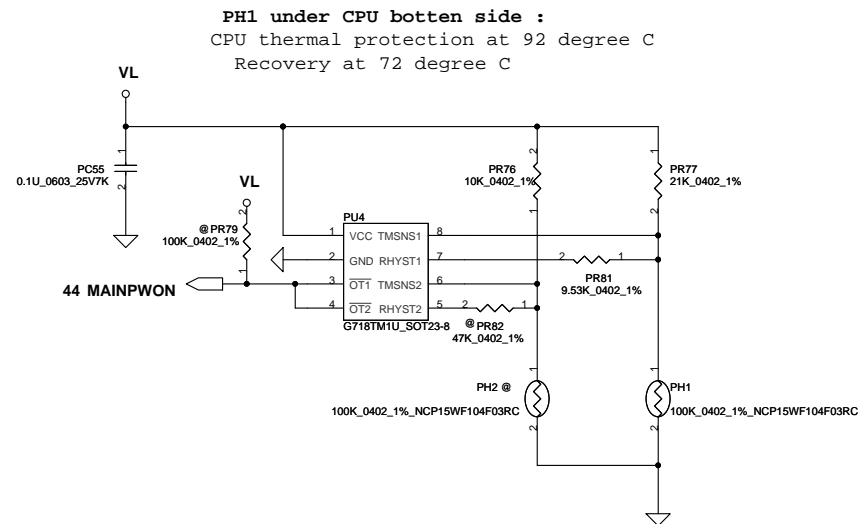 PH1 under CPU botten side :
CPU thermal protection at 92 degree C
Recovery at 72 degree C
VL
1
PC55
0.1U_0603_25V7K
2
VL
2
@ PR79
100K_0402_1%
1
44 MAINPWON
PU4
1 VCC TMSNS1 8
2 GND RHYST1 7
3 OT1 TMSNS2 6
4 OT2 RHYST2 5
G718TM1U_SOT23-8
2
PR76
10K_0402_1%
1
1
PR77
21K_0402_1%
2
2 1
PR81
9.53K_0402_1%
2 1
@ PR82
47K_0402_1%
1
PH2 @
100K_0402_1%_NCP15WF104F03RC
2
1
PH1
100K_0402_1%_NCP15WF104F03RC
2